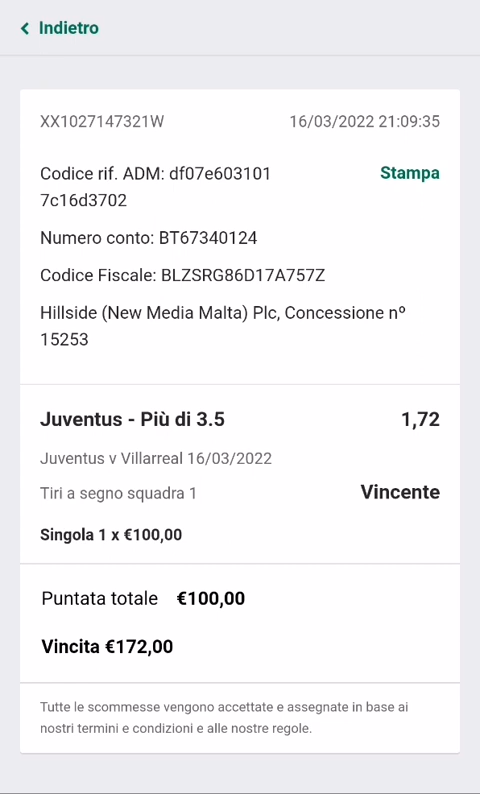 Indietro
XX1027147321W 16/03/2022 21:09:35
Codice rif. ADM: df07e603101 Stampa
7c16d3702
Numero conto: BT67340124
Codice Fiscale: BLZSRG86D17A757Z
Hillside (New Media Malta) Plc, Concessione nº
15253
Juventus - Più di 3.5 1,72
Juventus v Villarreal 16/03/2022
Tiri a segno squadra 1 Vincente
Singola 1 x €100,00
Puntata totale €100,00
Vincita €172,00
Tutte le scommesse vengono accettate e assegnate in base ai
nostri termini e condizioni e alle nostre regole.